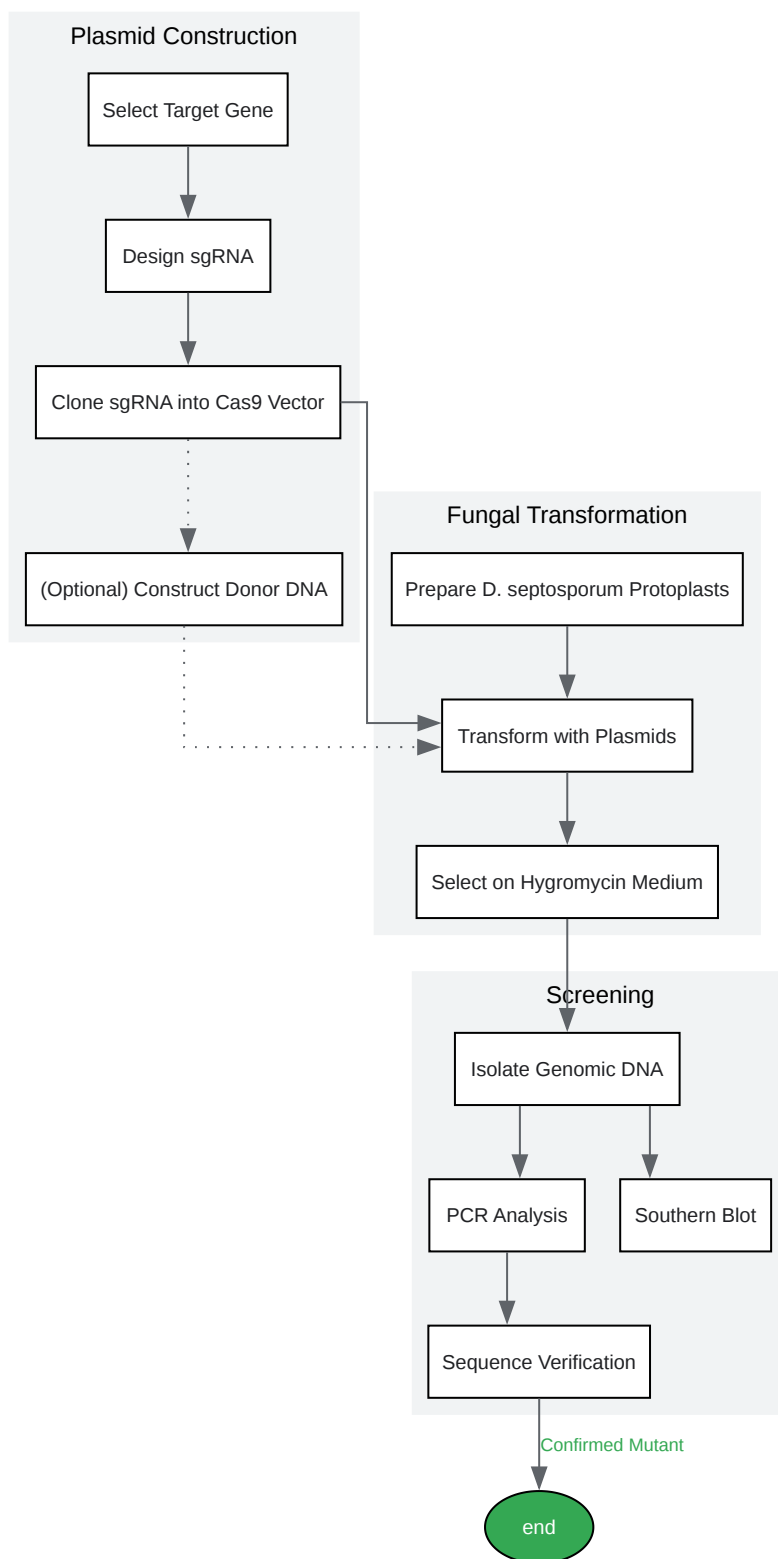 Plasmid Construction
Select Target Gene
Design sgRNA
Clone sgRNA into Cas9 Vector
(Optional) Construct Donor DNA
Fungal Transformation
Prepare D. septosporum Protoplasts
Transform with Plasmids
Select on Hygromycin Medium
Screening
Isolate Genomic DNA
PCR Analysis
Southern Blot
Sequence Verification
Confirmed Mutant
end